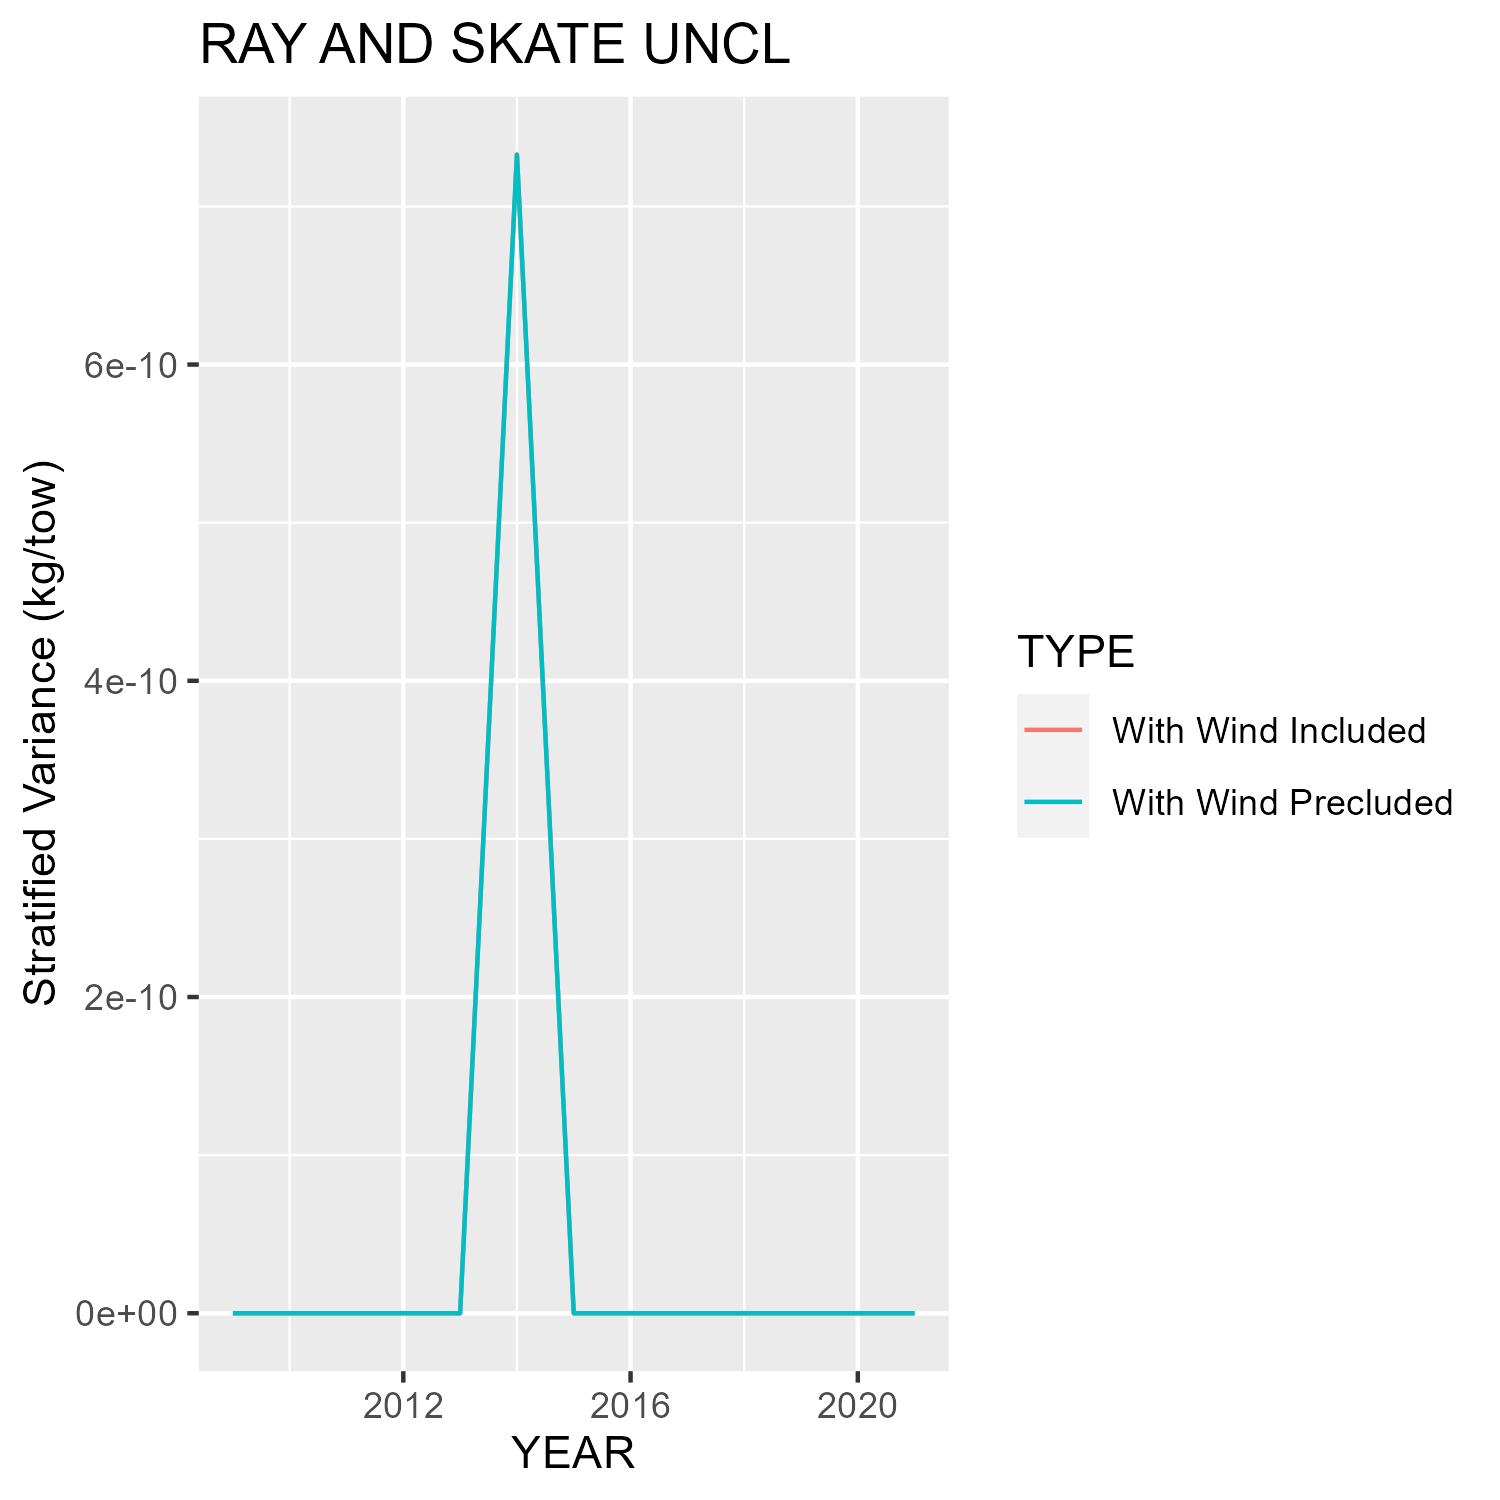 RAY AND SKATE UNCL
Stratified Variance (kg/tow)
6e-10
4e-10
2e-10
0e+00
2012
2016
2020
YEAR
TYPE
With Wind Included
With Wind Precluded